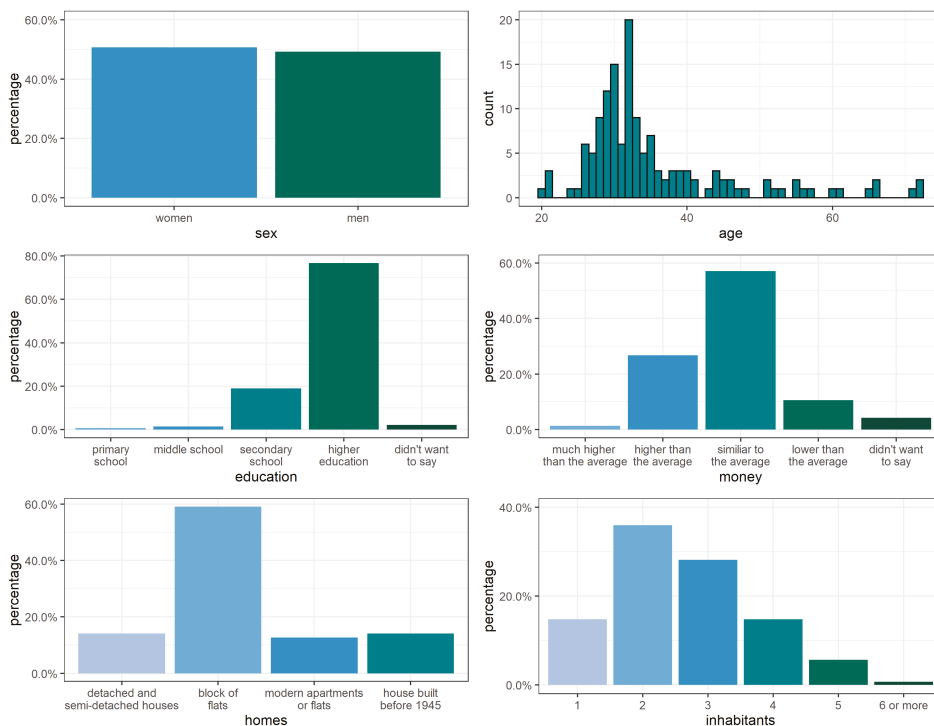 60.0%
40.0%
20.0%
0.0%
percentage
women
men
sex
20
15
10
5
0
count
20
40
60
age
80.0%
60.0%
40.0%
20.0%
0.0%
percentage
primary
school
middle school
secondary
school
higher
education
didn't want
to say
education
60.0%
40.0%
20.0%
0.0%
percentage
much higher
than the average
higher than
the average
similiar to
the average
lower than
the average
didn't want
to say
money
60.0%
40.0%
20.0%
0.0%
percentage
detached and
semi-detached houses
block of
flats
modern apartments
or flats
house built
before 1945
homes
40.0%
20.0%
0.0%
percentage
1
2
3
4
5
6 or more
inhabitants